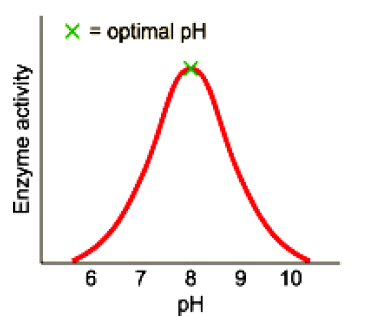 × = optimal pH
Enzyme activity
6 7 8 9 10
pH